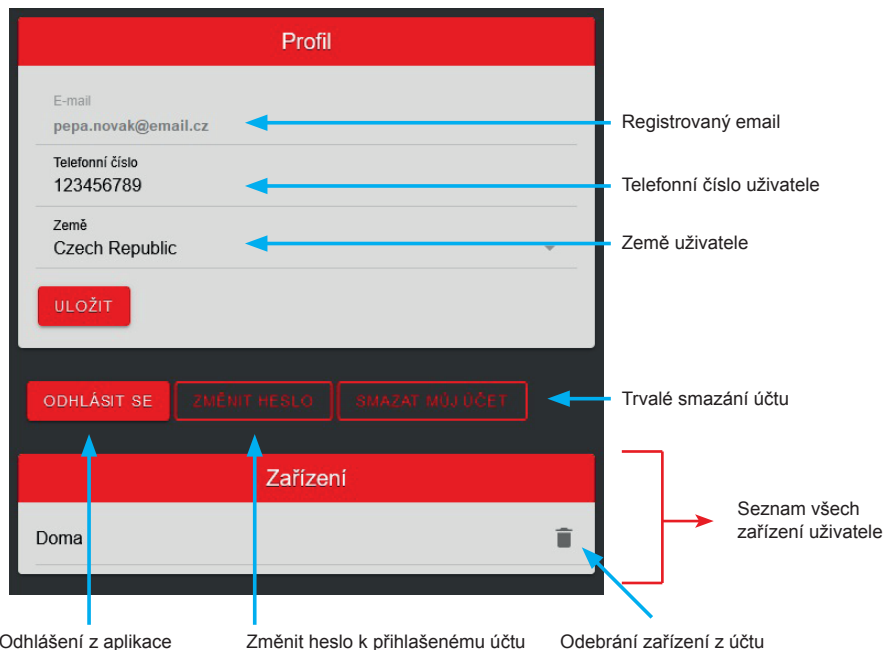 Profil
E-mail
pepa.novak@email.cz
Registrovaný email
Telefonní číslo
123456789
Telefonní číslo uživatele
Země
Czech Republic
Země uživatele
ULOŽIT
ODHLÁSIT SE
ZMĚNIT HESLO
SMAZAT MŮJ ÚČET
Trvalé smazání účtu
Zařízení
Doma
Seznam všech
zařízení uživatele
Odhlášení z aplikace
Změnit heslo k přihlašenému účtu
Odebrání zařízení z účtu